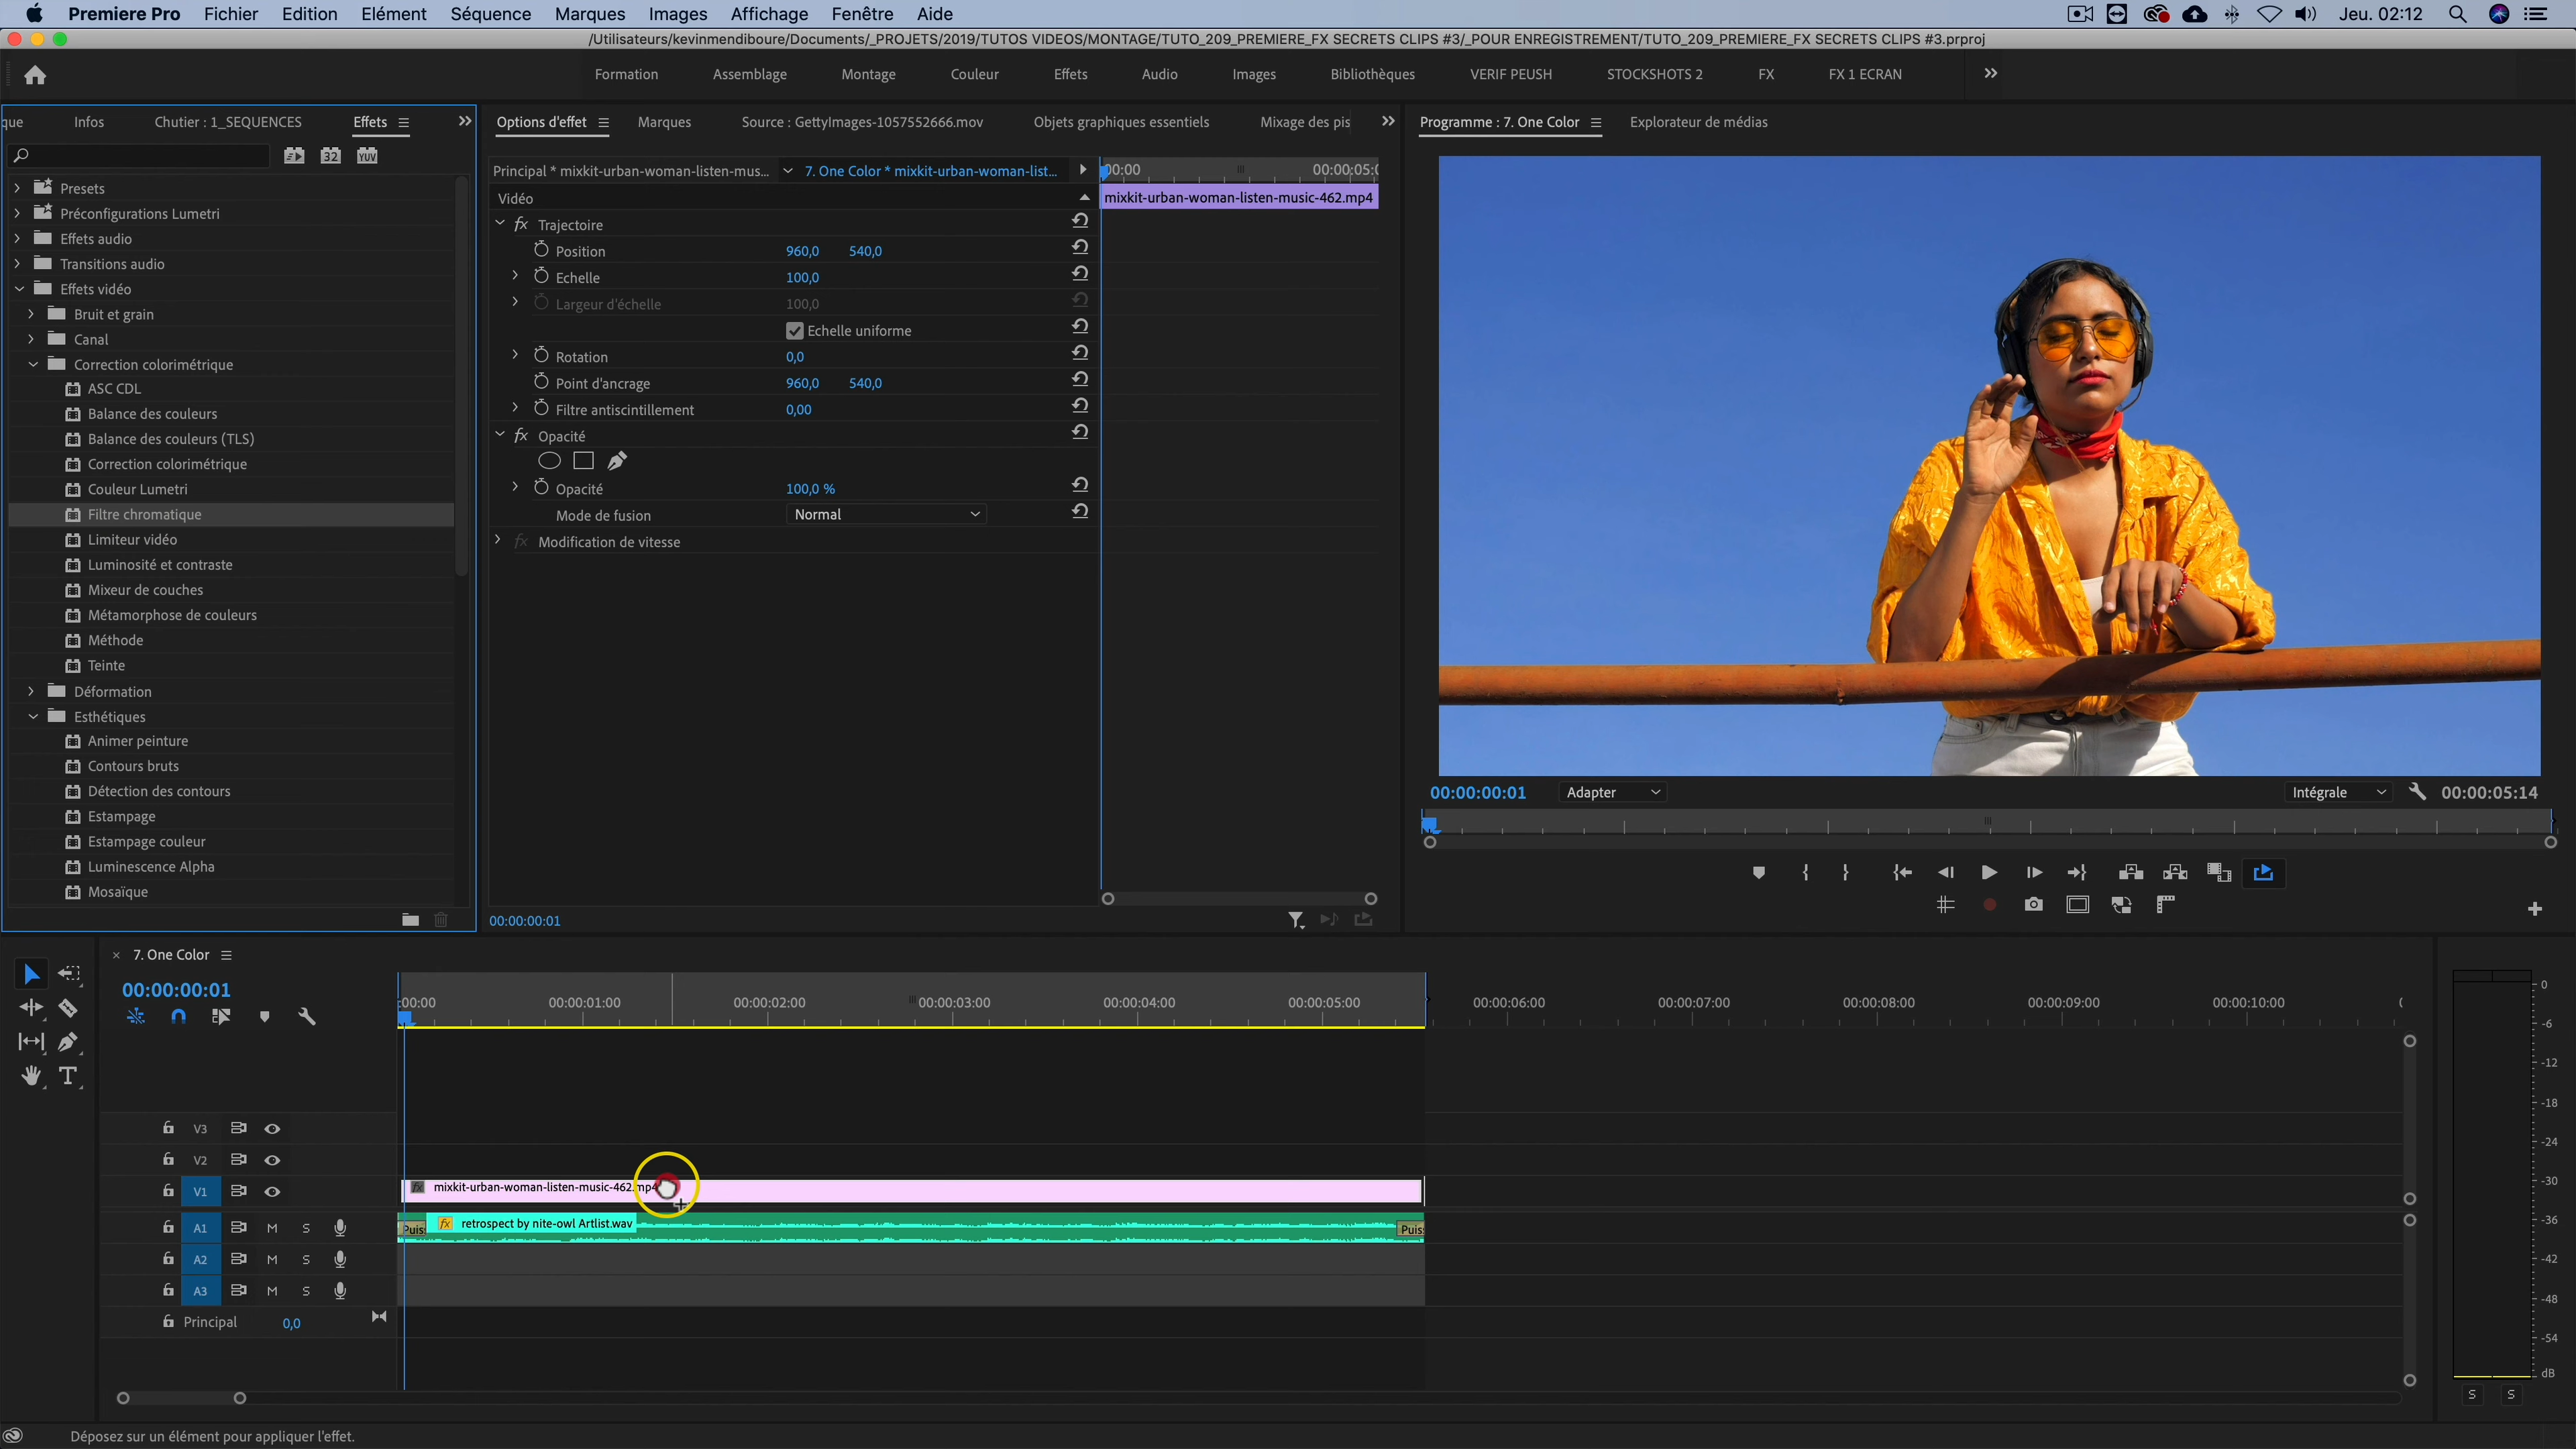 Premiere Pro Fichier Edition Elément Séquence Marques Images Affichage Fenêtre Aide Jeu. 02:12
/Utilisateurs/kevinmendiboure/Documents/_PROJETS/2019/TUTOS VIDEOS/MONTAGE/TUTO_209_PREMIERE_FX SECRETS CLIPS #3/_POUR ENREGISTREMENT/TUTO_209_PREMIERE_FX SECRETS CLIPS #3.prproj
Formation Assemblage Montage Couleur Effets Audio Images Bibliothèques VERIF PEUSH STOCKSHOTS 2 FX FX 1 ECRAN
que Infos Chutier : 1_SEQUENCES Effets
32 YUV
Presets
Préconfigurations Lumetri
Effets audio
Transitions audio
Effets vidéo
Bruit et grain
Canal
Correction colorimétrique
ASC CDL
Balance des couleurs
Balance des couleurs (TLS)
Correction colorimétrique
Couleur Lumetri
Filtre chromatique
Limiteur vidéo
Luminosité et contraste
Mixeur de couches
Métamorphose de couleurs
Méthode
Teinte
Déformation
Esthétiques
Animer peinture
Contours bruts
Détection des contours
Estampage
Estampage couleur
Luminescence Alpha
Mosaïque
Options d'effet Marques Source : GettyImages-1057552666.mov Objets graphiques essentiels Mixage des pis
Principal * mixkit-urban-woman-listen-mus... 7. One Color * mixkit-urban-woman-list... 00:00 00:00:05:0
Vidéo mixkit-urban-woman-listen-music-462.mp4
fx Trajectoire
Position 960,0 540,0
Echelle 100,0
Largeur d'échelle 100,0
Echelle uniforme
Rotation 0,0
Point d'ancrage 960,0 540,0
Filtre antiscintillement 0,00
fx Opacité
Opacité 100,0 %
Mode de fusion Normal
fx Modification de vitesse
00:00:00:01
Programme : 7. One Color Explorateur de médias
00:00:00:01 Adapter Intégrale 00:00:05:14
7. One Color
00:00:00:01
:00:00 00:00:01:00 00:00:02:00 00:00:03:00 00:00:04:00 00:00:05:00 00:00:06:00 00:00:07:00 00:00:08:00 00:00:09:00 00:00:10:00
V3
V2
V1 fx mixkit-urban-woman-listen-music-462.mp4
A1 M S Puis fx retrospect by nite-owl Artlist.wav Puis
A2 M S
A3 M S
Principal 0,0
0
-6
-12
-18
-24
-30
-36
-42
-48
-54
dB
S S
Déposez sur un élément pour appliquer l'effet.